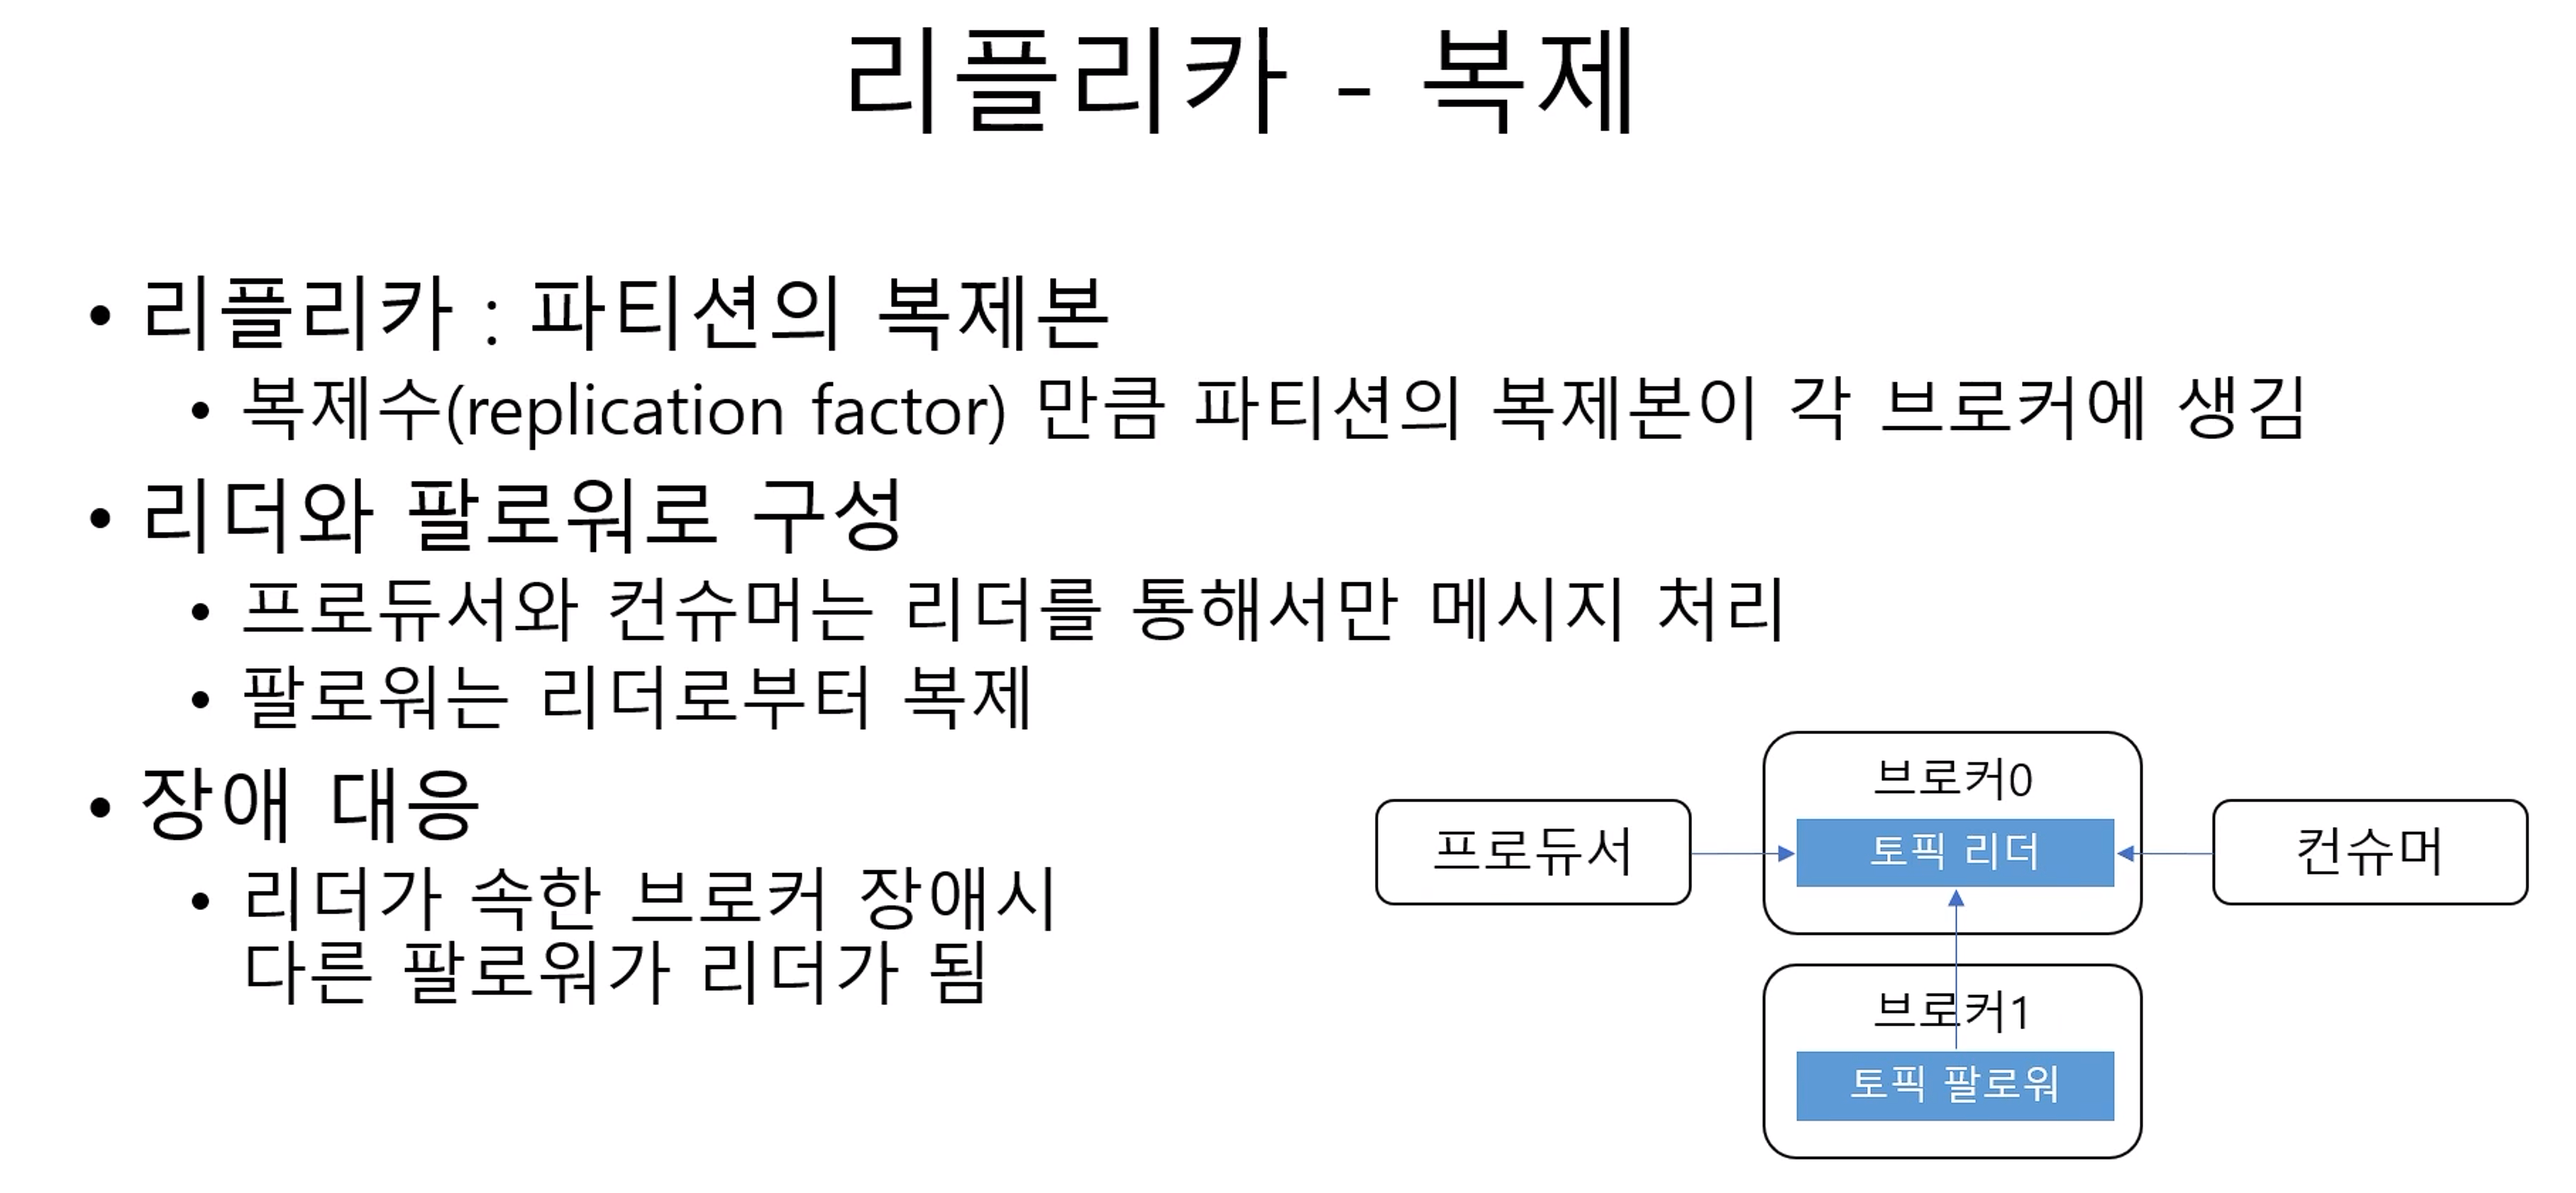 리플리카 - 복제
• 리플리카 : 파티션의 복제본
• 복제수(replication factor) 만큼 파티션의 복제본이 각 브로커에 생김
• 리더와 팔로워로 구성
• 프로듀서와 컨슈머는 리더를 통해서만 메시지 처리
• 팔로워는 리더로부터 복제
• 장애 대응
• 리더가 속한 브로커 장애시
다른 팔로워가 리더가 됨
프로듀서
브로커0
토픽 리더
컨슈머
브로커1
토픽 팔로워